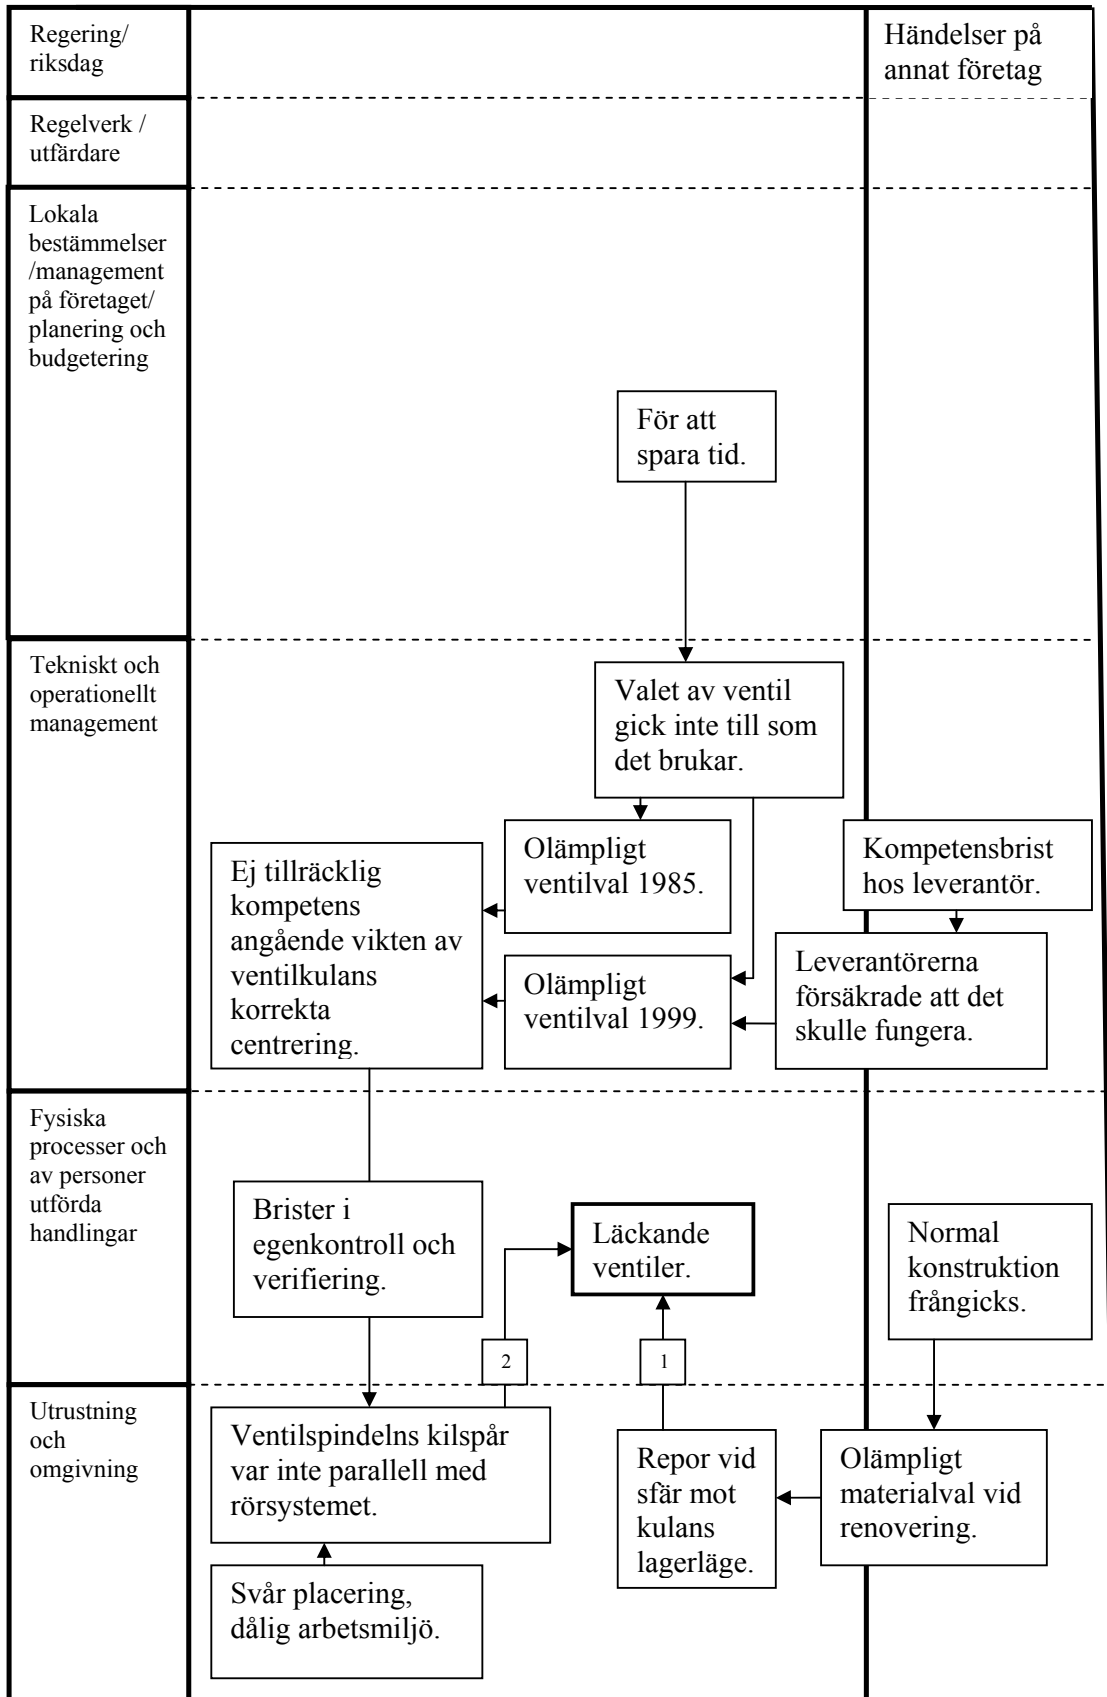 Regering/
riksdag
Händelser på
annat företag
Regelverk /
utfärdare
Lokala
bestämmelser
/management
på företaget/
planering och
budgetering
För att
spara tid.
Tekniskt och
operationellt
management
Valet av ventil
gick inte till som
det brukar.
Ej tillräcklig
kompetens
angående vikten av
ventilkulans
korrekta
centrering.
Olämpligt
ventilval 1985.
Kompetensbrist
hos leverantör.
Olämpligt
ventilval 1999.
Leverantörerna
försäkrade att det
skulle fungera.
Fysiska
processer och
av personer
utförda
handlingar
Brister i
egenkontroll och
verifiering.
Läckande
ventiler.
Normal
konstruktion
frångicks.
2
1
Utrustning
och
omgivning
Ventilspindelns kilspår
var inte parallell med
rörsystemet.
Repor vid
sfär mot
kulans
lagerläge.
Olämpligt
materialval vid
renovering.
Svår placering,
dålig arbetsmiljö.